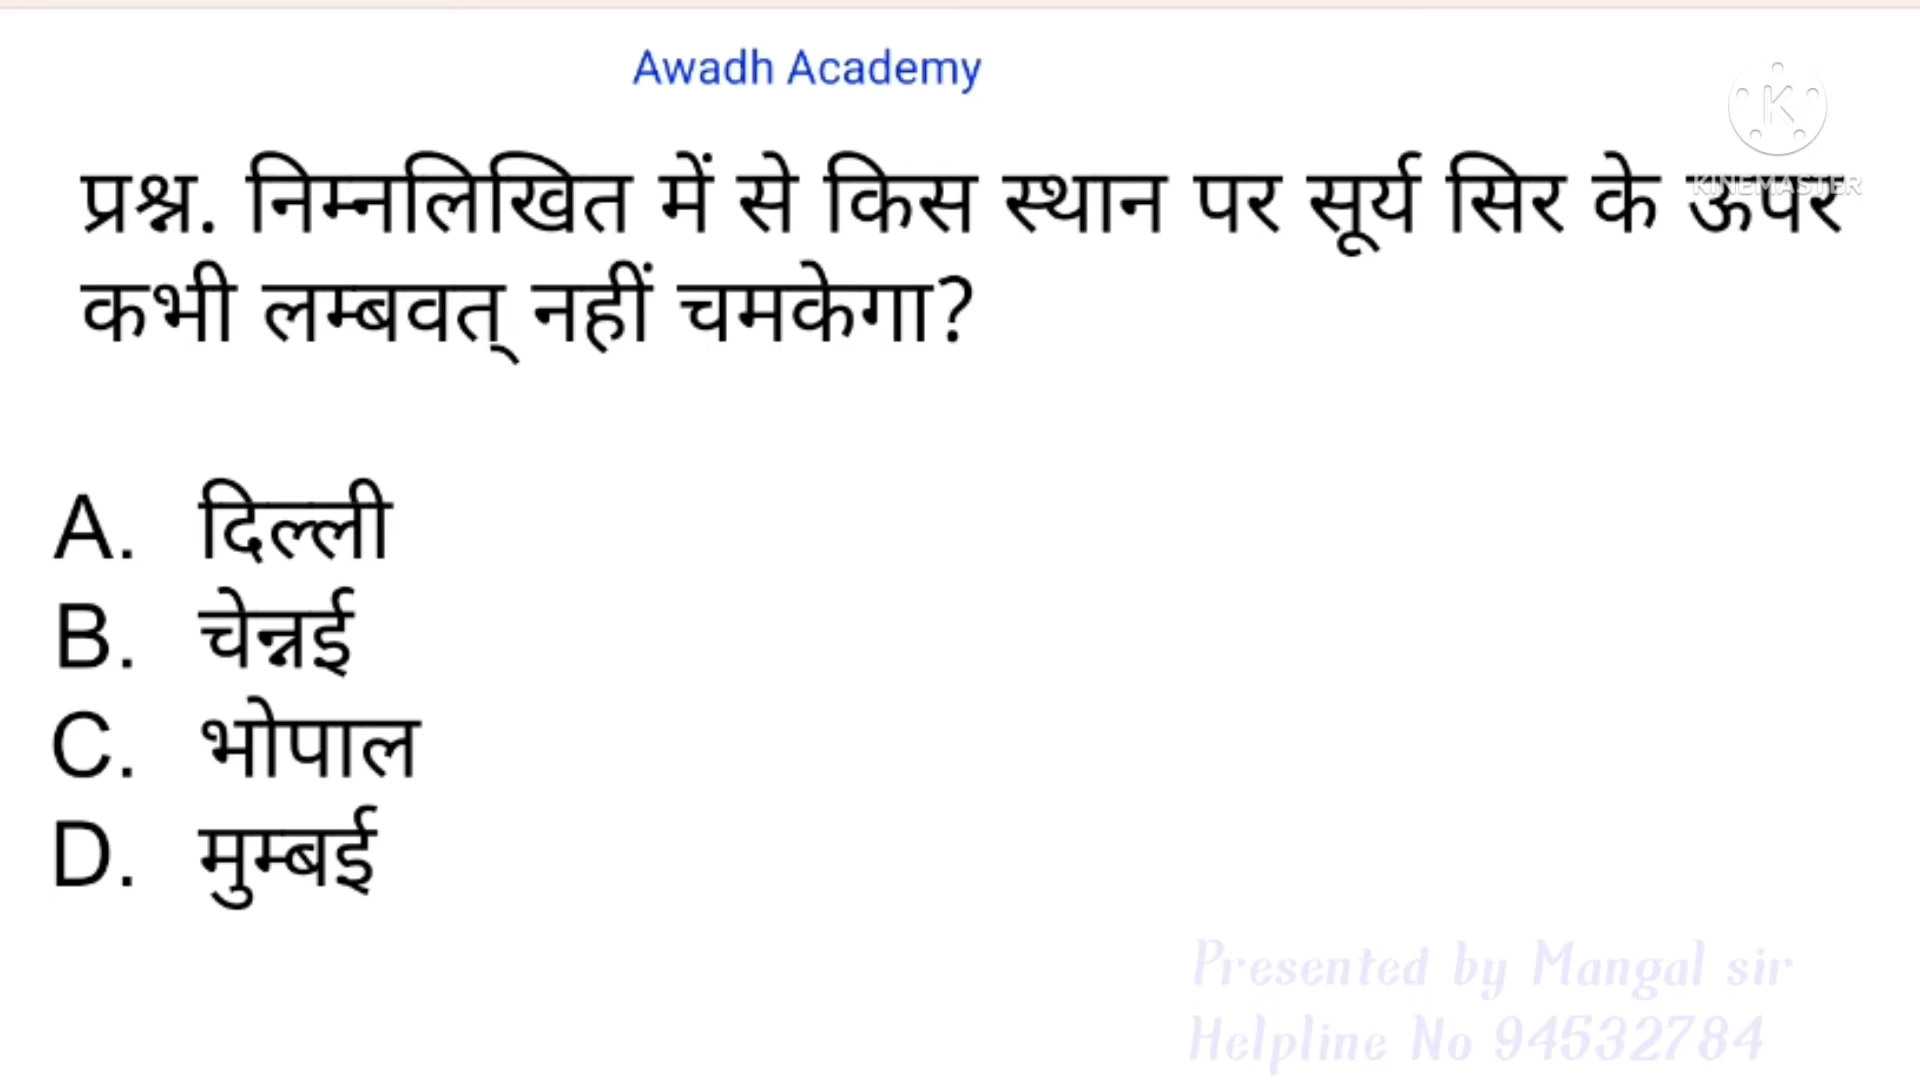 Awadh Academy
KINEMASTER
प्रश्न. निम्नलिखित में से किस स्थान पर सूर्य सिर के ऊपर
कभी लम्बवत् नहीं चमकेगा?
A. दिल्ली
B. चेन्नई
C. भोपाल
D. मुम्बई
Presented by Mangal sir
Helpline No 94532784